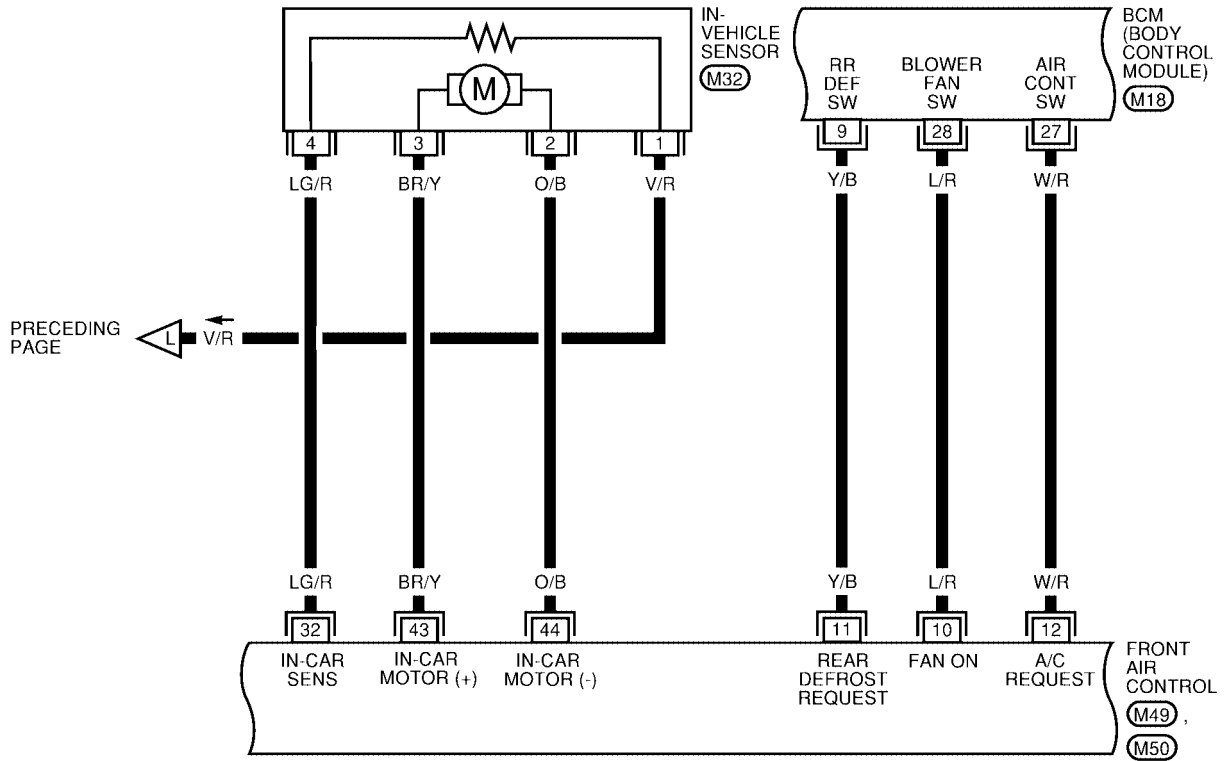 IN-
VEHICLE
SENSOR
M32
M
4
3
2
1
LG/R
BR/Y
O/B
V/R
BCM
(BODY
CONTROL
MODULE)
M18
RR
DEF
SW
BLOWER
FAN
SW
AIR
CONT
SW
9
28
27
Y/B
L/R
W/R
PRECEDING
PAGE
L
V/R
LG/R
BR/Y
O/B
Y/B
L/R
W/R
32
43
44
11
10
12
IN-CAR
SENS
IN-CAR
MOTOR (+)
IN-CAR
MOTOR (-)
REAR
DEFROST
REQUEST
FAN ON
A/C
REQUEST
FRONT
AIR
CONTROL
M49 ,
M50